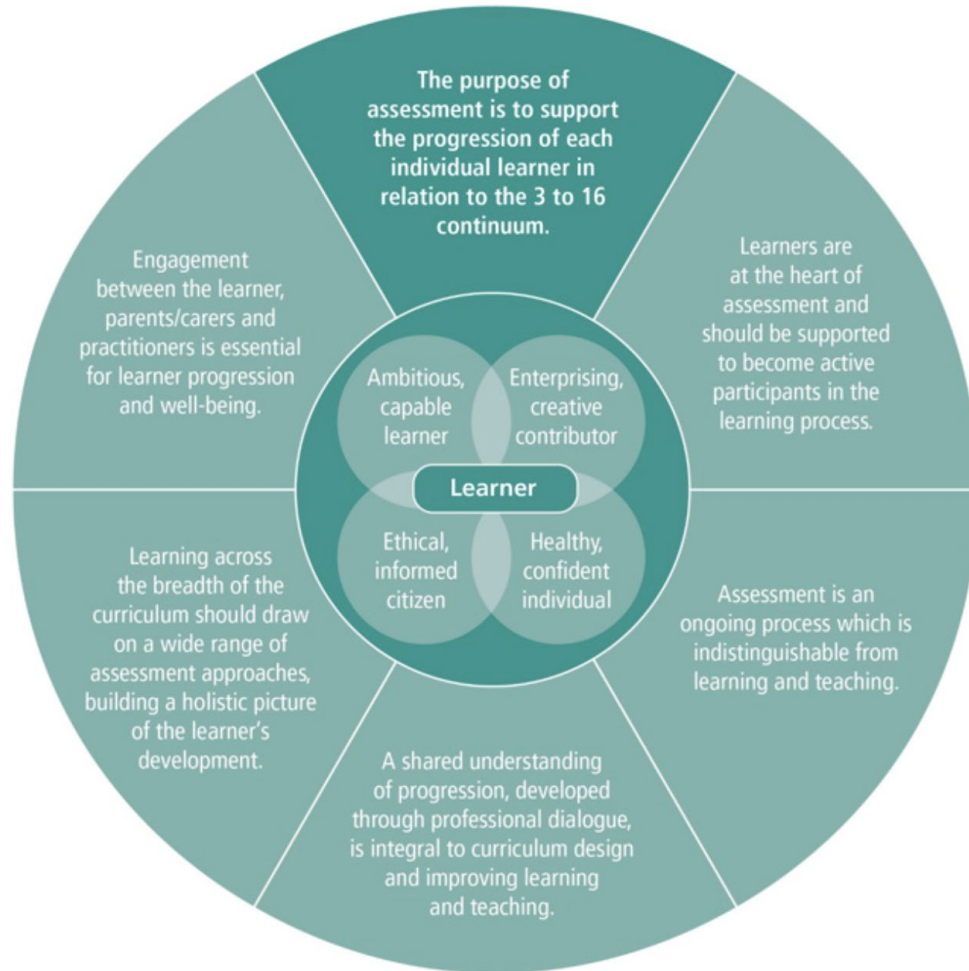 The purpose of
assessment is to support
the progression of each
individual learner in
relation to the 3 to 16
continuum.
Learners are
at the heart of
assessment and
should be supported
to become active
participants in the
learning process.
Assessment is an
ongoing process which is
indistinguishable from
learning and teaching.
A shared understanding
of progression, developed
through professional dialogue,
is integral to curriculum design
and improving learning
and teaching.
Learning across
the breadth of the
curriculum should draw
on a wide range of
assessment approaches,
building a holistic picture
of the learner's
development.
Engagement
between the learner,
parents/carers and
practitioners is essential
for learner progression
and well-being.
Ambitious,
capable
learner
Enterprising,
creative
contributor
Learner
Ethical,
informed
citizen
Healthy,
confident
individual